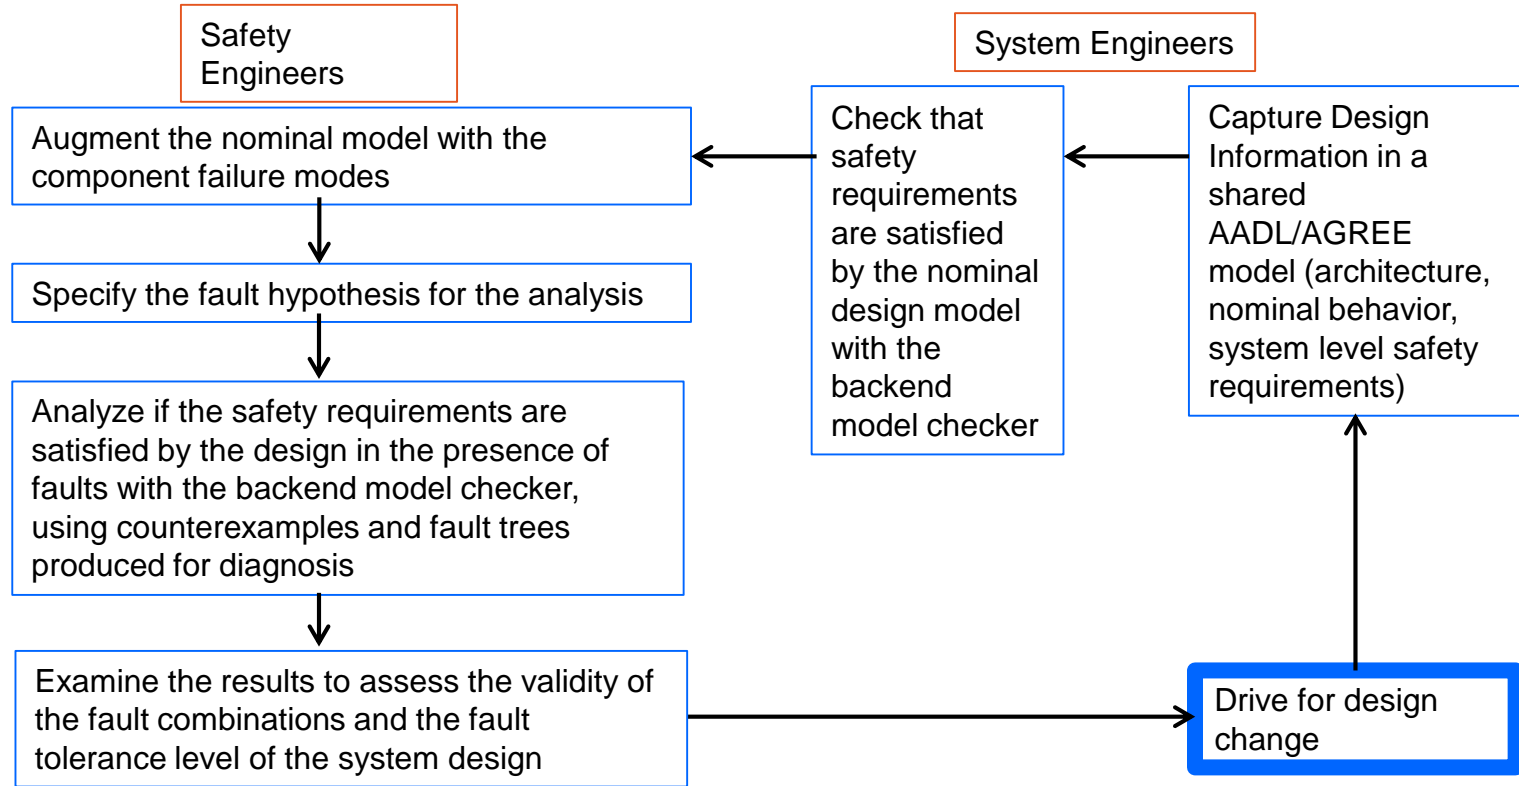 Safety
Engineers
System Engineers
Augment the nominal model with the
component failure modes
Specify the fault hypothesis for the analysis
Analyze if the safety requirements are
satisfied by the design in the presence of
faults with the backend model checker,
using counterexamples and fault trees
produced for diagnosis
Examine the results to assess the validity of
the fault combinations and the fault
tolerance level of the system design
Check that
safety
requirements
are satisfied
by the nominal
design model
with the
backend
model checker
Capture Design
Information in a
shared
AADL/AGREE
model (architecture,
nominal behavior,
system level safety
requirements)
Drive for design
change